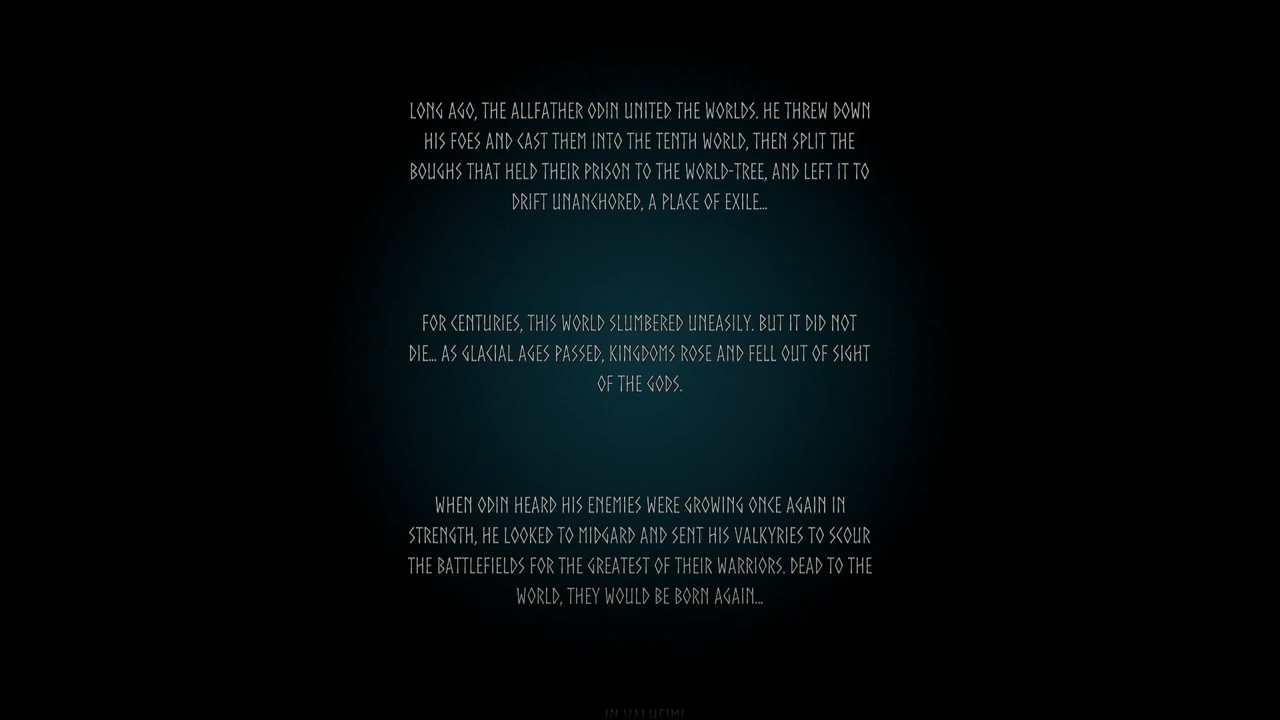 LONG AGO, THE ALLFATHER ODIN UNITED THE WORLDS. HE THREW DOWN
HIS FOES AND CAST THEM INTO THE TENTH WORLD, THEN SPLIT THE
BOUGHS THAT HELD THEIR PRISON TO THE WORLD-TREE, AND LEFT IT TO
DRIFT UNANCHORED, A PLACE OF EXILE...
FOR CENTURIES, THIS WORLD SLUMBERED UNEASILY. BUT IT DID NOT
DIE... AS GLACIAL AGES PASSED, KINGDOMS ROSE AND FELL OUT OF SIGHT
OF THE GODS.
WHEN ODIN HEARD HIS ENEMIES WERE GROWING ONCE AGAIN IN
STRENGTH, HE LOOKED TO MIDGARD AND SENT HIS VALKYRIES TO SCOUR
THE BATTLEFIELDS FOR THE GREATEST OF THEIR WARRIORS. DEAD TO THE
WORLD, THEY WOULD BE BORN AGAIN...
IN VALHEIM!